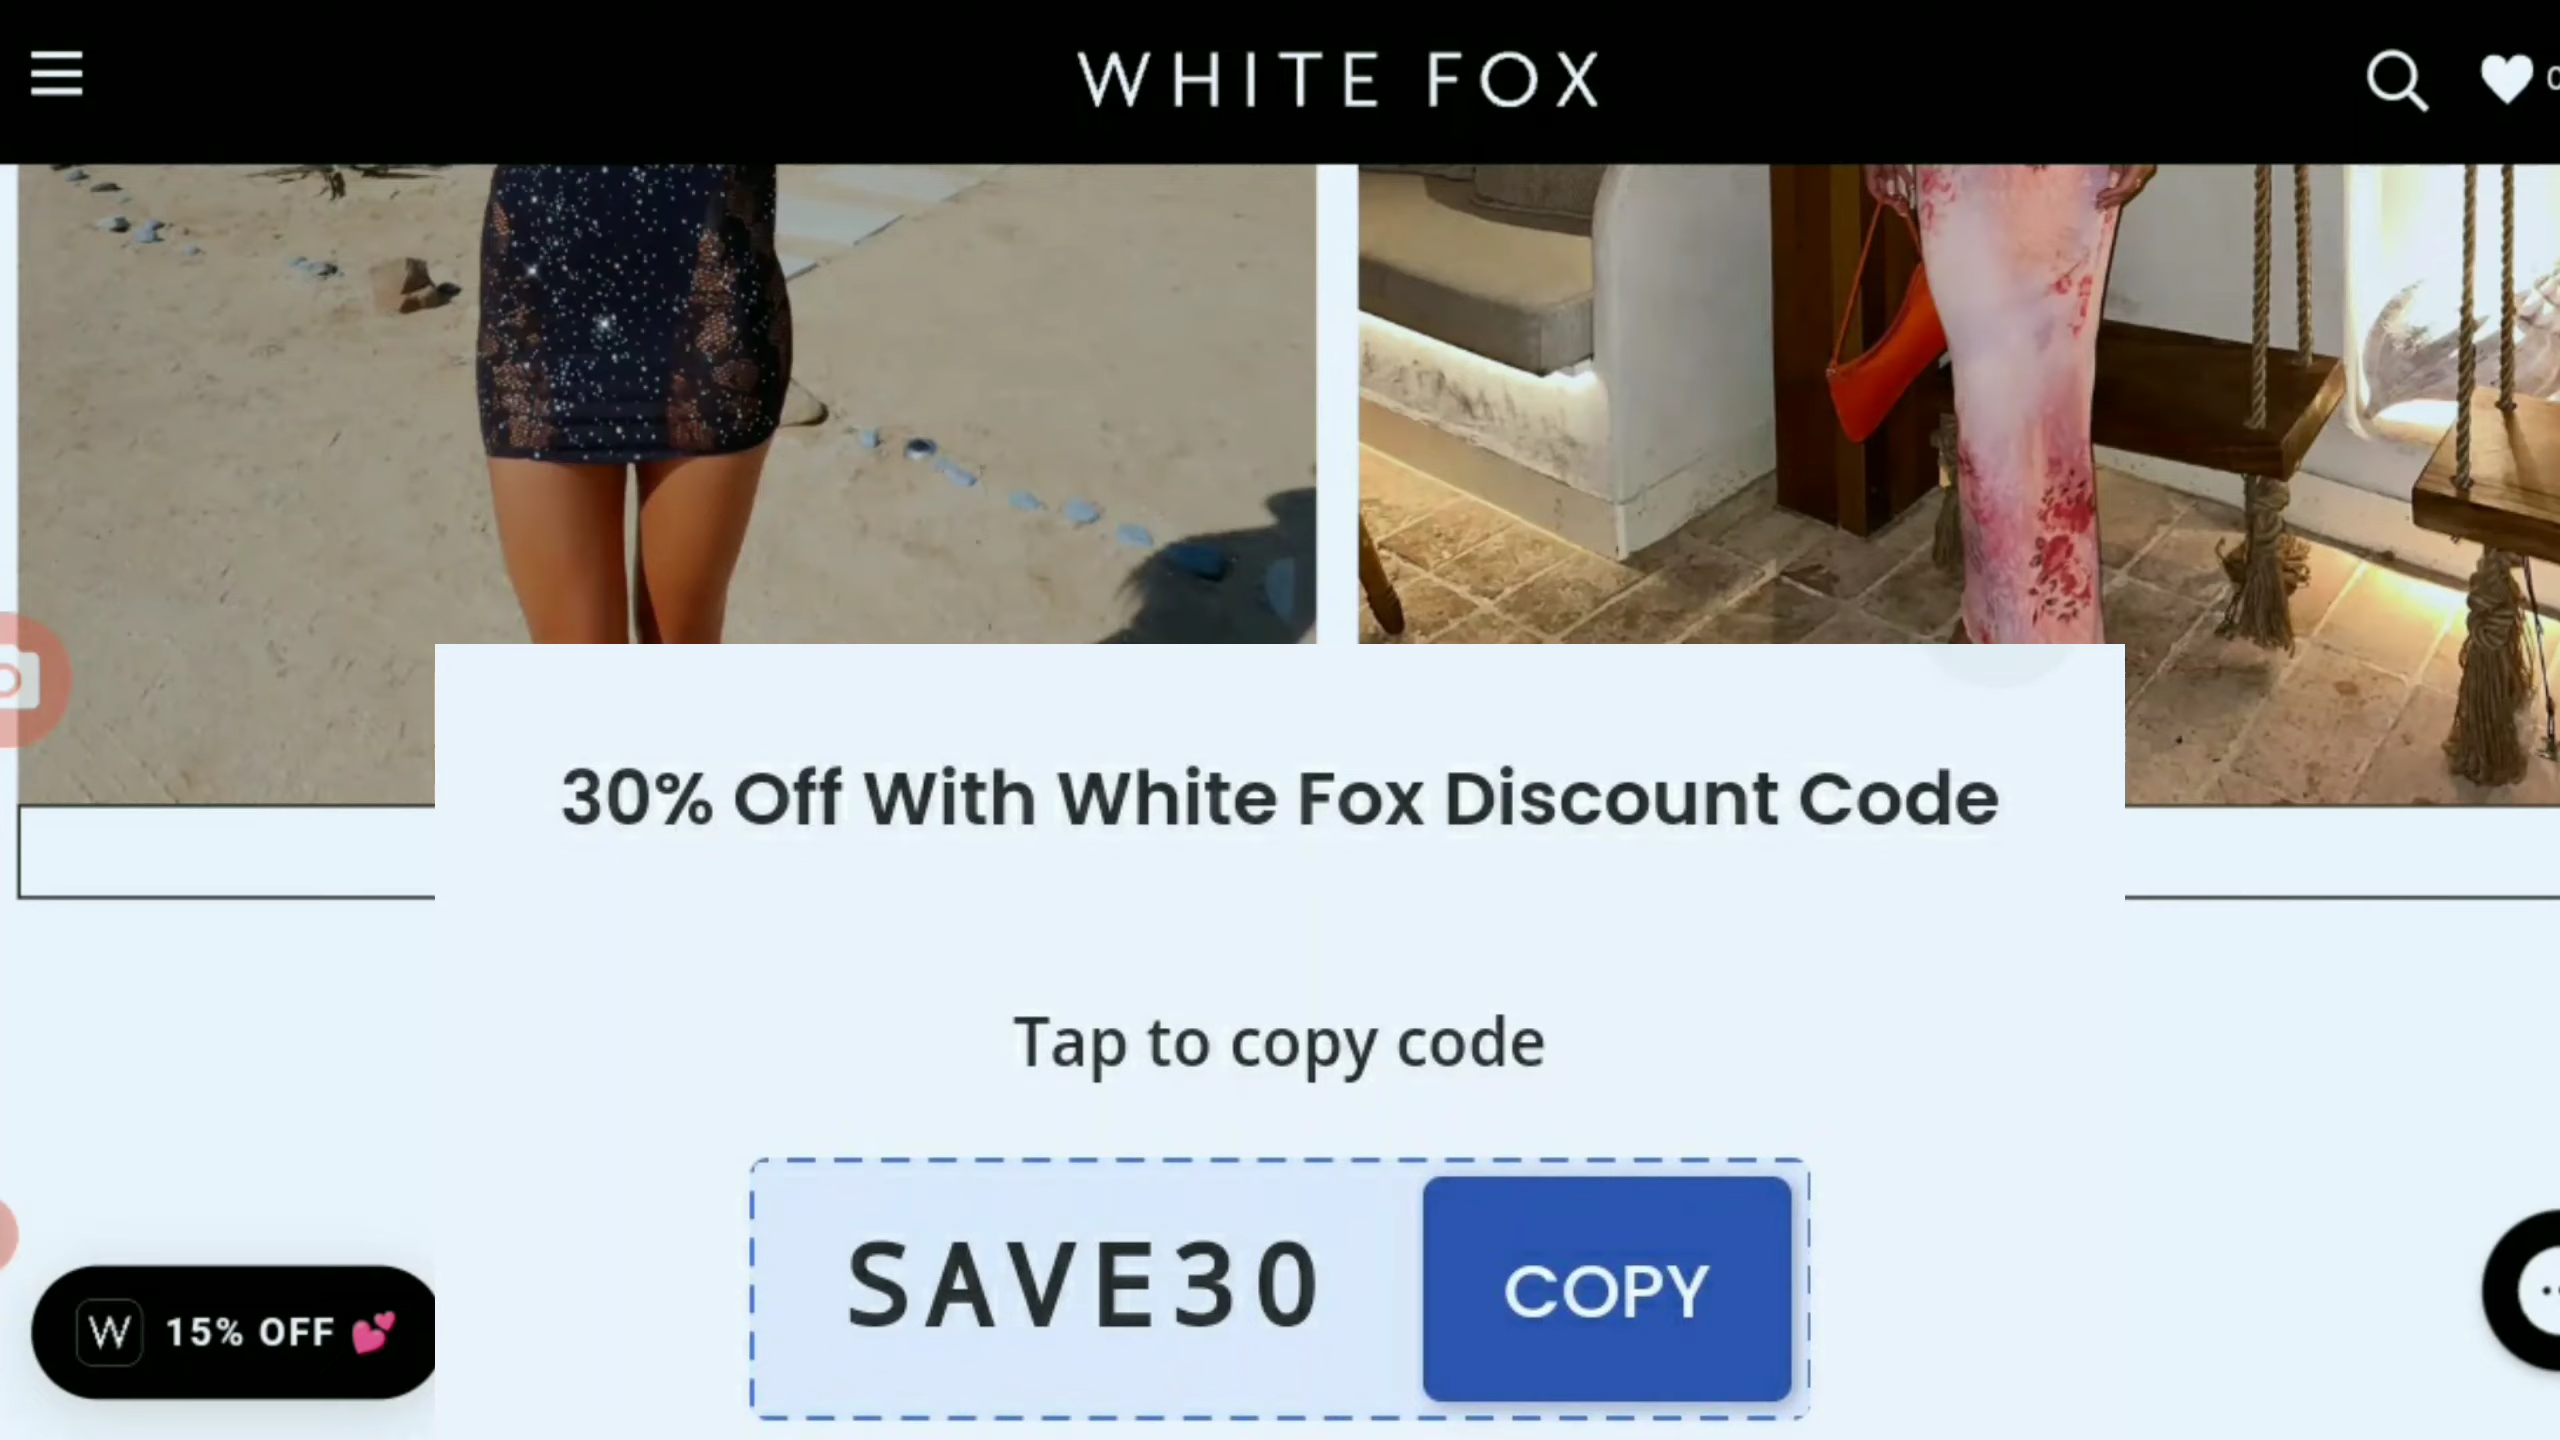 WHITE FOX
30% Off With White Fox Discount Code
Tap to copy code
SAVE30
COPY
W 15% OFF 💕